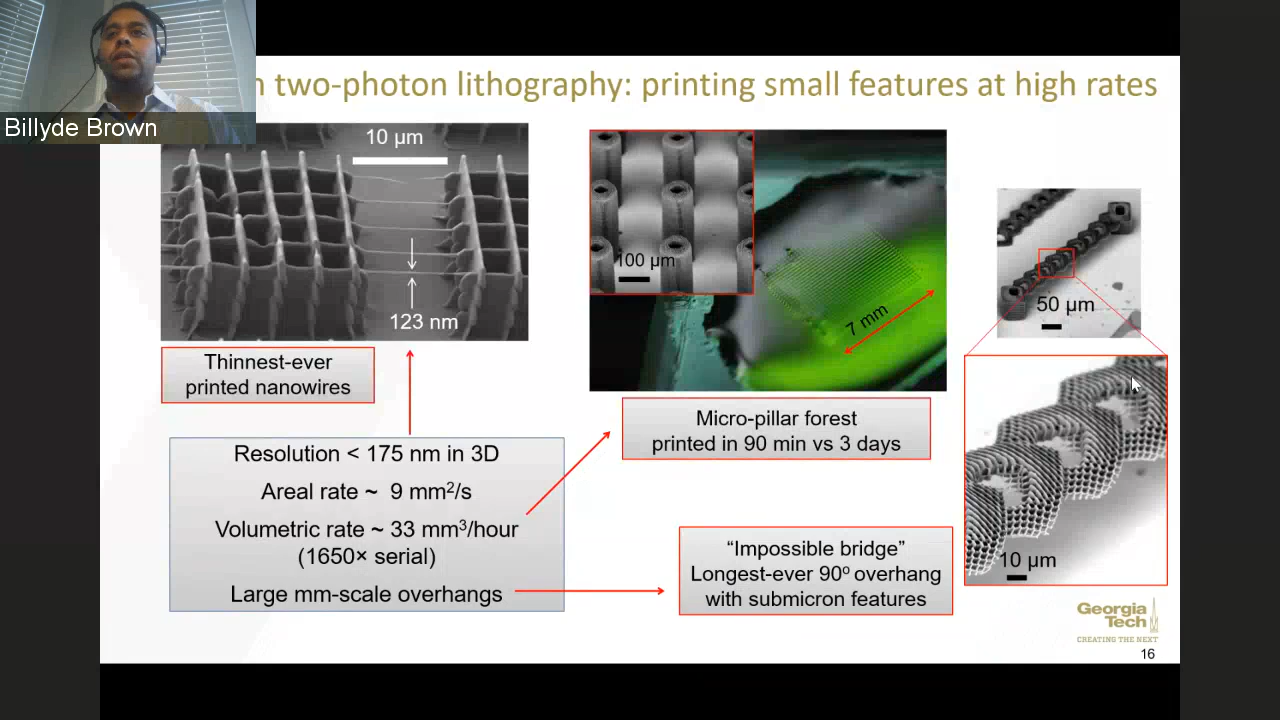 Billyde Brown
two-photon lithography: printing small features at high rates
10 µm
123 nm
Thinnest-ever
printed nanowires
Resolution < 175 nm in 3D
Areal rate ~ 9 mm²/s
Volumetric rate ~ 33 mm³/hour
(1650× serial)
Large mm-scale overhangs
100 µm
7 mm
Micro-pillar forest
printed in 90 min vs 3 days
“Impossible bridge”
Longest-ever 90º overhang
with submicron features
50 µm
10 µm
Georgia
Tech
CREATING THE NEXT
16